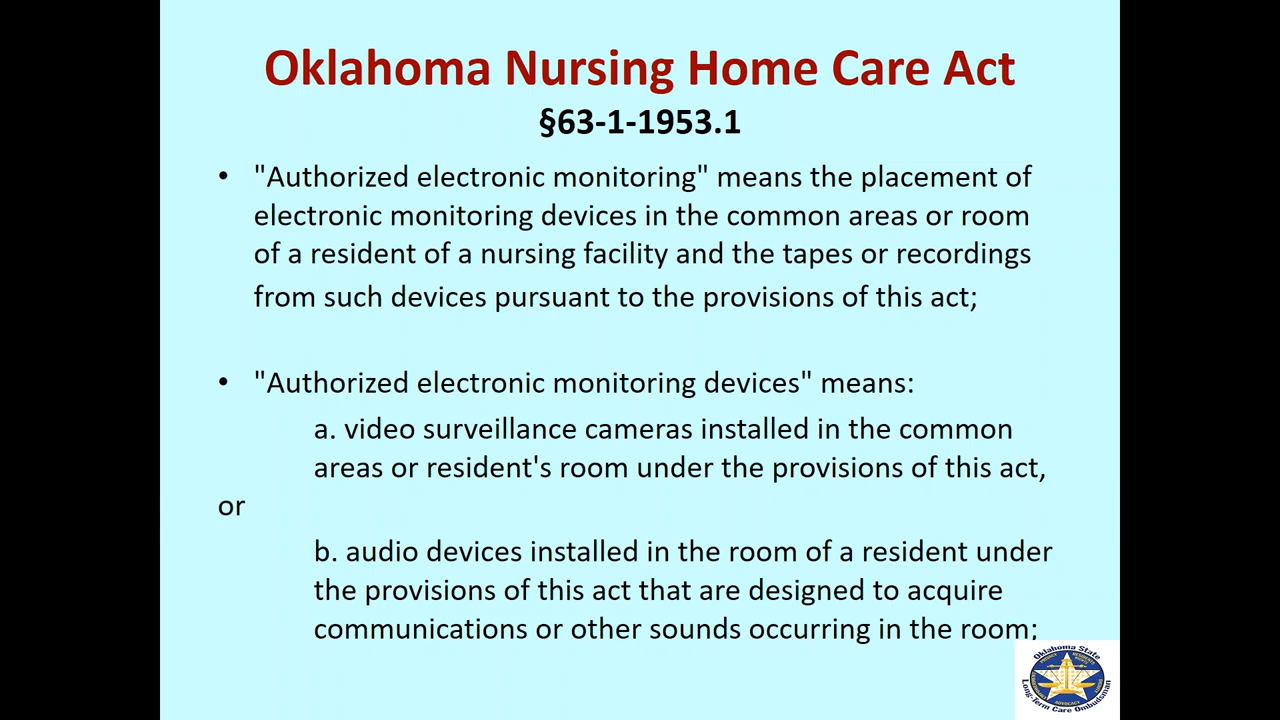 Oklahoma Nursing Home Care Act
§63-1-1953.1
• "Authorized electronic monitoring" means the placement of
electronic monitoring devices in the common areas or room
of a resident of a nursing facility and the tapes or recordings
from such devices pursuant to the provisions of this act;
• "Authorized electronic monitoring devices" means:
a. video surveillance cameras installed in the common
areas or resident's room under the provisions of this act,
or
b. audio devices installed in the room of a resident under
the provisions of this act that are designed to acquire
communications or other sounds occurring in the room;
Oklahoma State
Long-Term Care Ombudsman
ADVOCACY